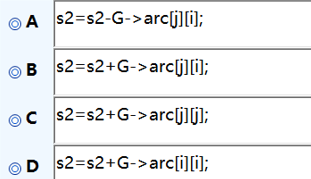 A s2=s2-G->arc[j][i];
B s2=s2+G->arc[j][i];
C s2=s2+G->arc[j][j];
D s2=s2+G->arc[i][i];